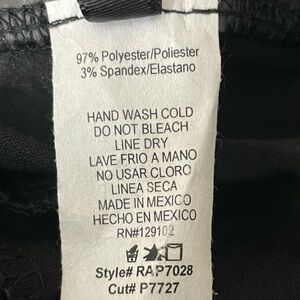 97% Polyester/Poliester
3% Spandex/Elastano
HAND WASH COLD
DO NOT BLEACH
LINE DRY
LAVE FRIO A MANO
NO USAR CLORO
LINEA SECA
MADE IN MEXICO
HECHO EN MEXICO
RN#129102
Style# RAP7028
Cut# P7727